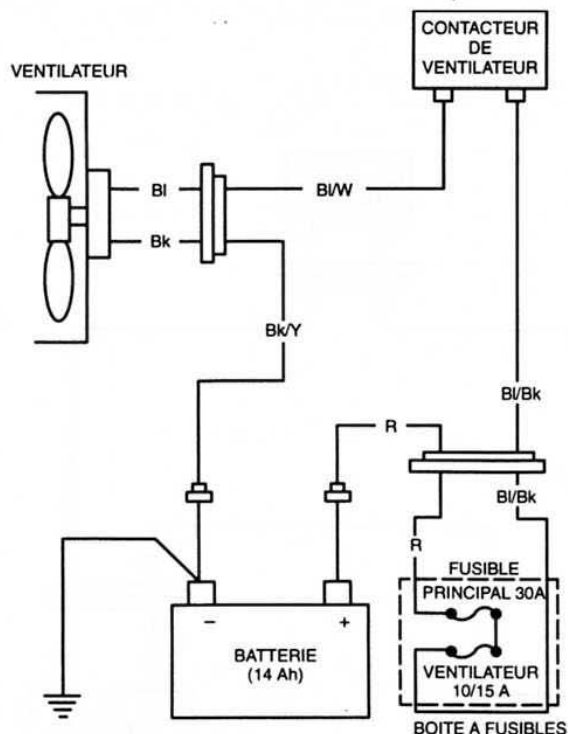 CONTACTEUR
DE
VENTILATEUR
VENTILATEUR
Bl
Bl/W
Bk
Bk/Y
Bl/Bk
R
Bl/Bk
R
FUSIBLE
PRINCIPAL 30A
–
+
BATTERIE
(14 Ah)
VENTILATEUR
10/15 A
BOITE A FUSIBLES